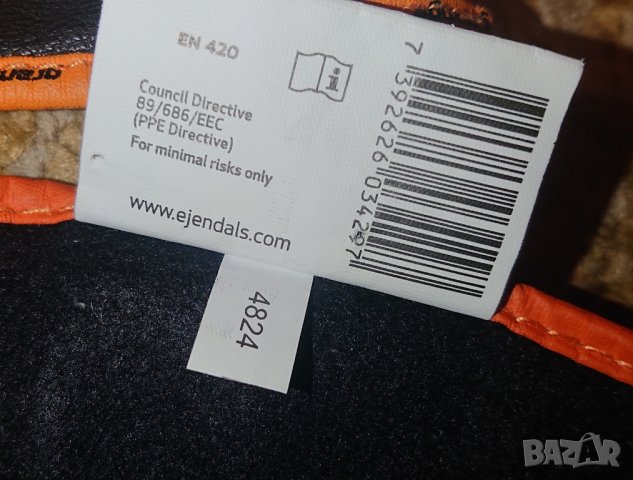 EN 420
Council Directive
89/686/EEC
(PPE Directive)
For minimal risks only
www.ejendals.com
7 392626 034297
4824
BAZAR